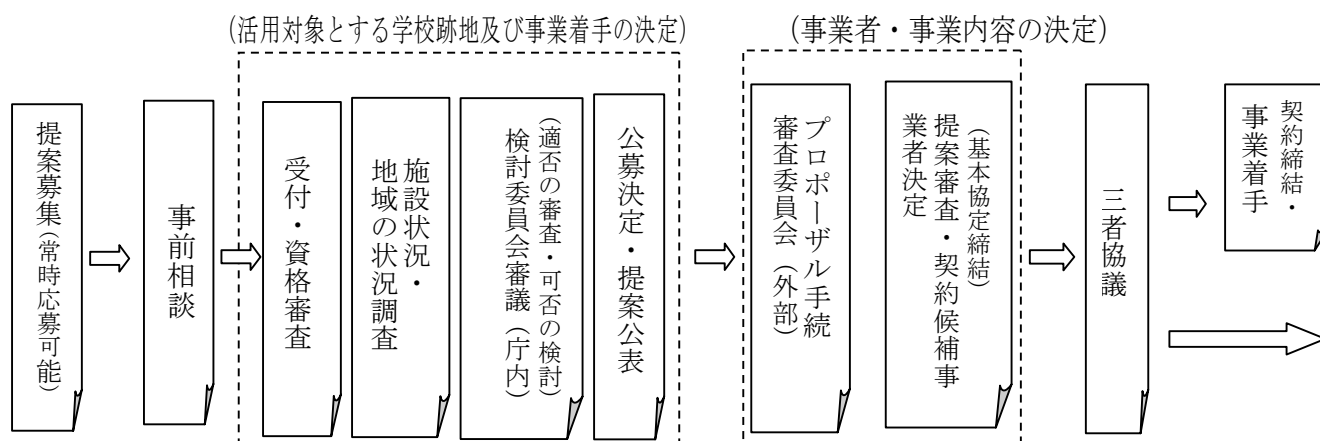 (活用対象とする学校跡地及び事業着手の決定)
(事業者・事業内容の決定)
提案募集(常時応募可能)
事前相談
受付・資格審査
施設状況・
地域の状況調査
(適否の審査・可否の検討)
検討委員会審議(庁内)
公募決定・提案公表
プロポーザル手続
審査委員会(外部)
(基本協定締結)
提案審査・契約候補事
業者決定
三者協議
契約締結・
事業着手